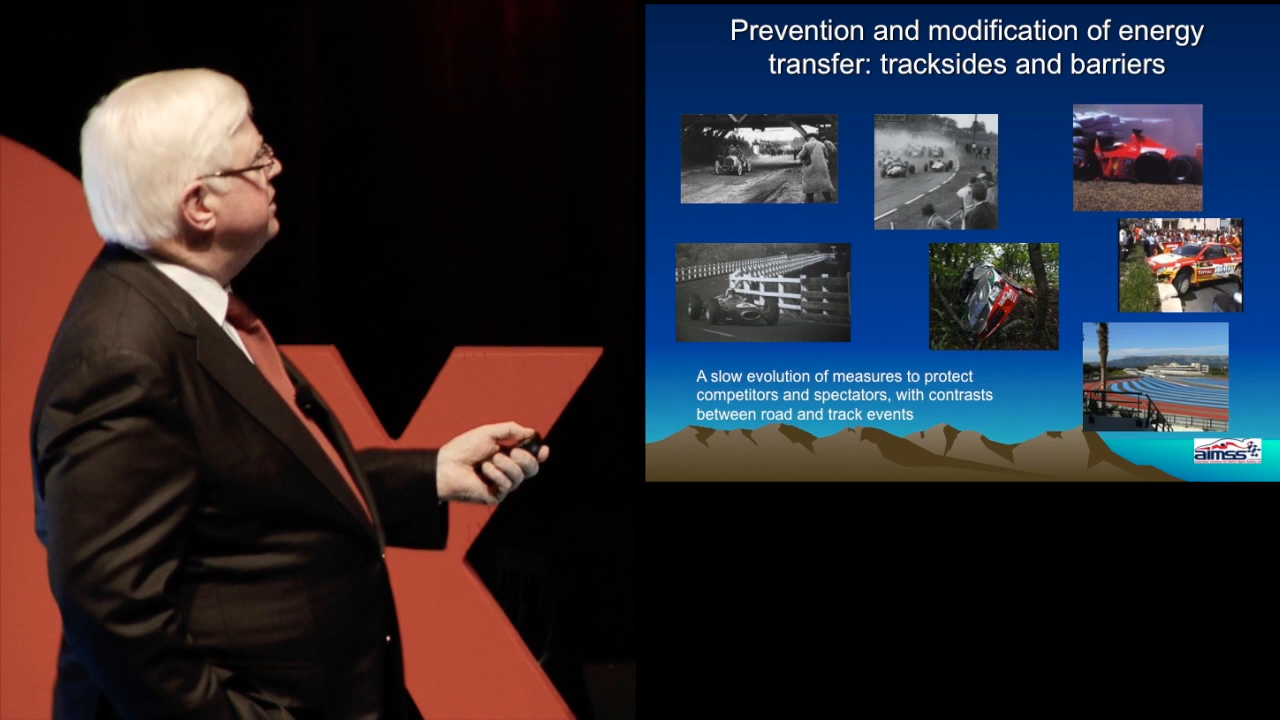 Prevention and modification of energy
transfer: tracksides and barriers
A slow evolution of measures to protect
competitors and spectators, with contrasts
between road and track events
aimss